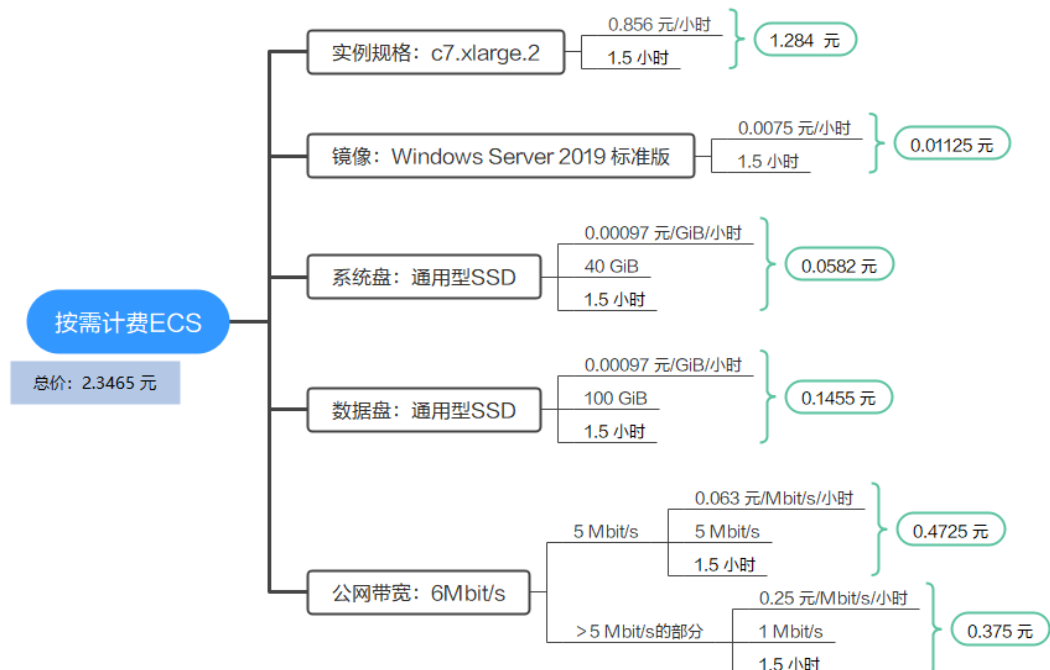 按需计费ECS
总价：2.3465 元
实例规格：c7.xlarge.2
0.856 元/小时
1.5 小时
1.284 元
镜像：Windows Server 2019 标准版
0.0075 元/小时
1.5 小时
0.01125 元
系统盘：通用型SSD
0.00097 元/GiB/小时
40 GiB
1.5 小时
0.0582 元
数据盘：通用型SSD
0.00097 元/GiB/小时
100 GiB
1.5 小时
0.1455 元
公网带宽：6Mbit/s
5 Mbit/s
0.063 元/Mbit/s/小时
5 Mbit/s
1.5 小时
0.4725 元
>5 Mbit/s的部分
0.25 元/Mbit/s/小时
1 Mbit/s
1.5 小时
0.375 元